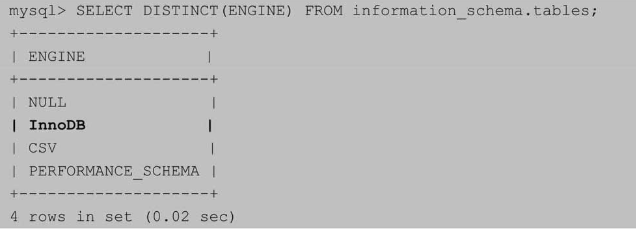 mysql> SELECT DISTINCT(ENGINE) FROM information_schema.tables;
+--------------------+
| ENGINE             |
+--------------------+
| NULL               |
| InnoDB             |
| CSV                |
| PERFORMANCE_SCHEMA |
+--------------------+
4 rows in set (0.02 sec)